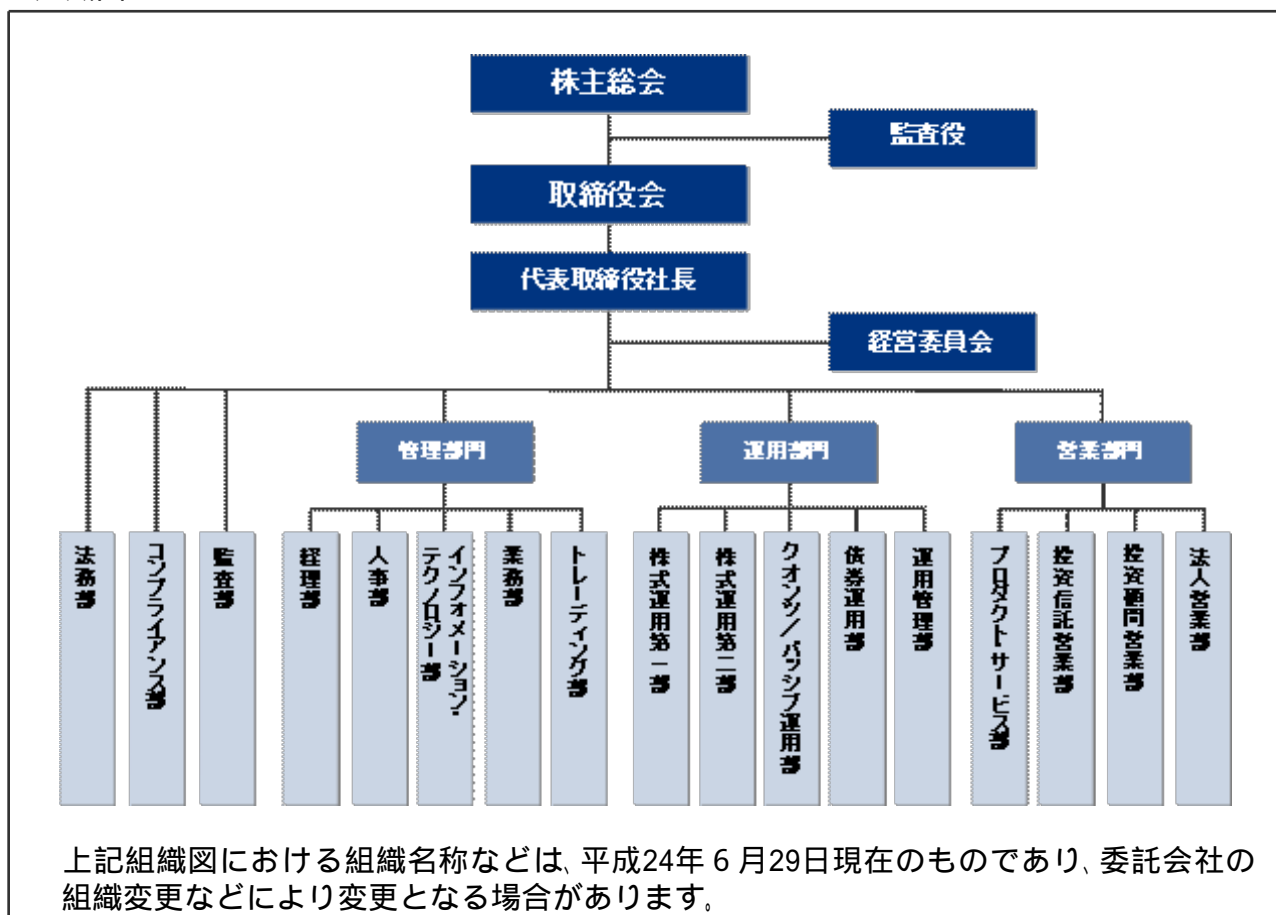 株主総会
監査役
取締役会
代表取締役社長
経営委員会
管理部門
運用部門
営業部門
法務部
コンプライアンス部
監査部
経理部
人事部
インフォメーション・
テクノロジー部
業務部
トレーディング部
株式運用第一部
株式運用第二部
クオンツ／パッシブ運用部
債券運用部
運用管理部
プロダクトサービス部
投資信託営業部
投資顧問営業部
法人営業部
上記組織図における組織名称などは、平成24年６月29日現在のものであり、委託会社の
組織変更などにより変更となる場合があります。